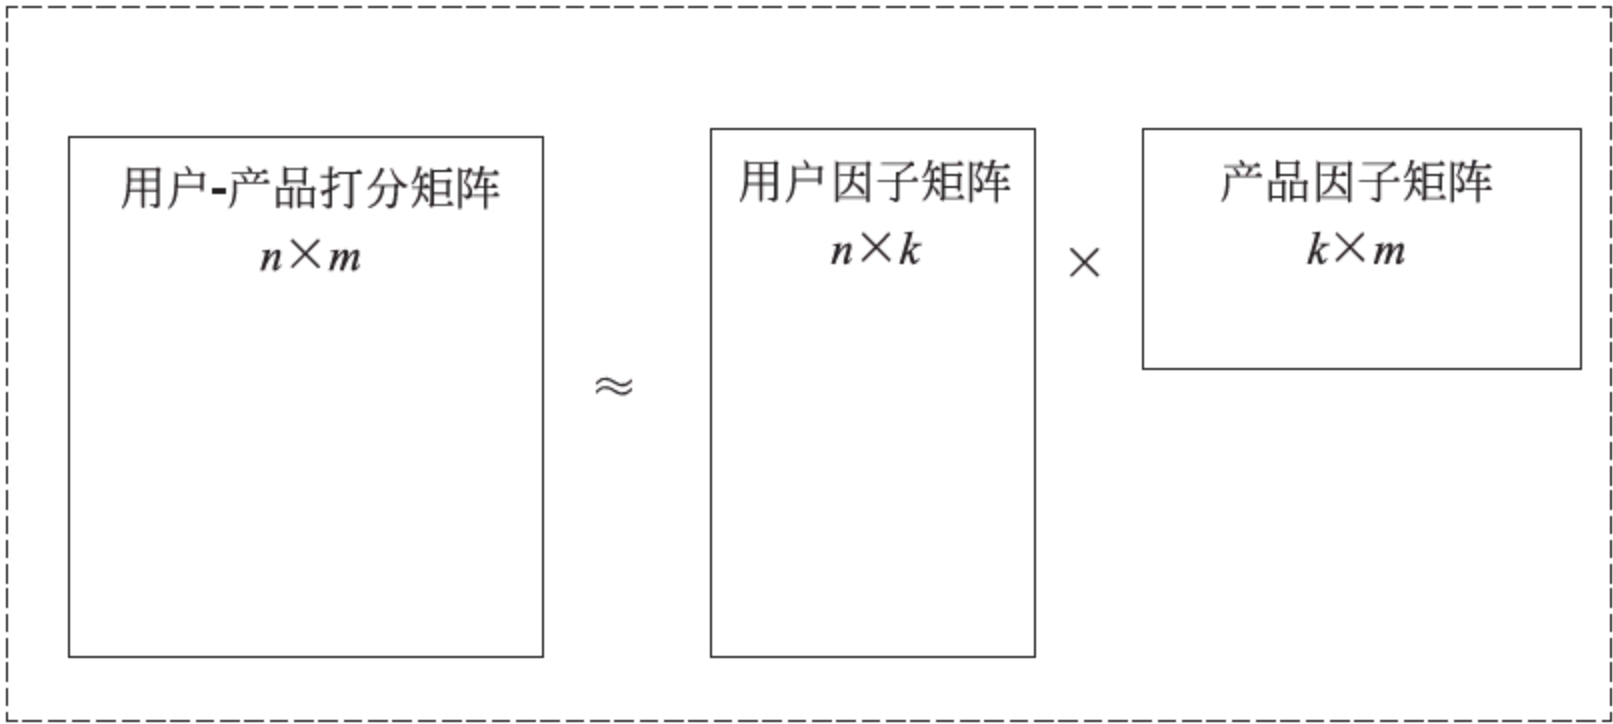 用户-产品打分矩阵
n×m
≈
用户因子矩阵
n×k
×
产品因子矩阵
k×m